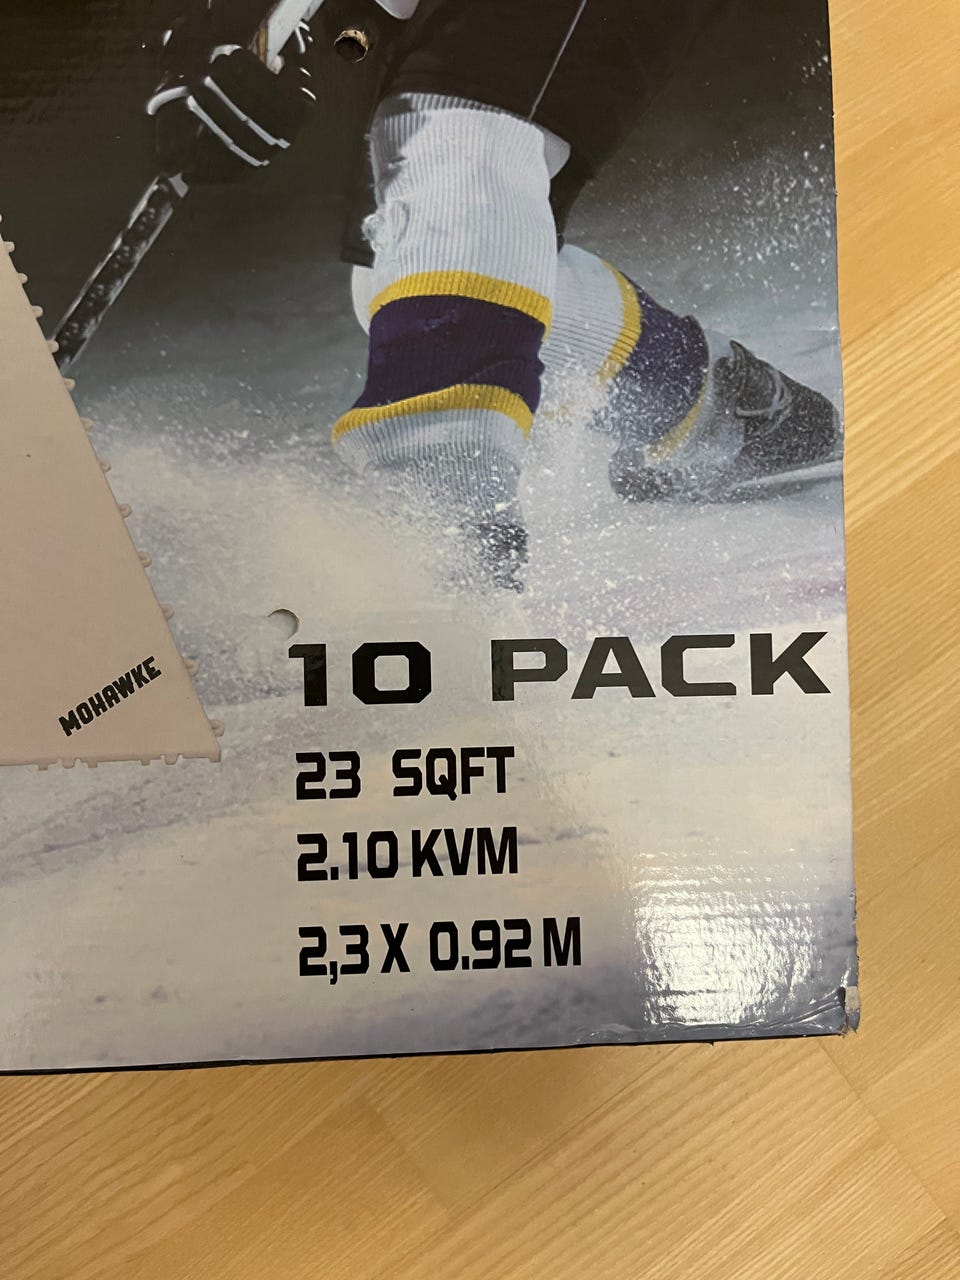 MOHAWKE
10 PACK
23 SQFT
2.10 KVM
2,3 X 0.92 M